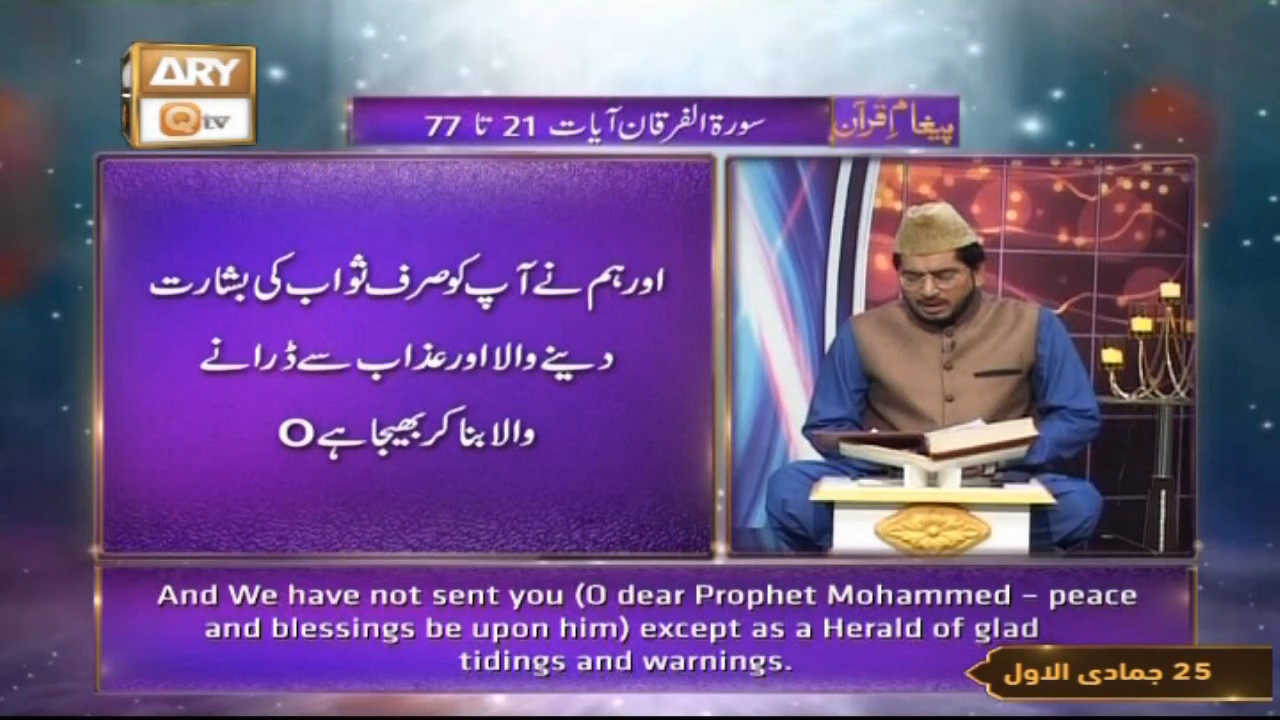 ARY
Qtv
پیغامِ قرآن
سورۃ الفرقان آیات 21 تا 77
اور ہم نے آپ کو صرف ثواب کی بشارت
دینے والا اور عذاب سے ڈرانے
والا بنا کر بھیجا ہے O
And We have not sent you (O dear Prophet Mohammed – peace
and blessings be upon him) except as a Herald of glad
tidings and warnings.
25 جمادی الاول